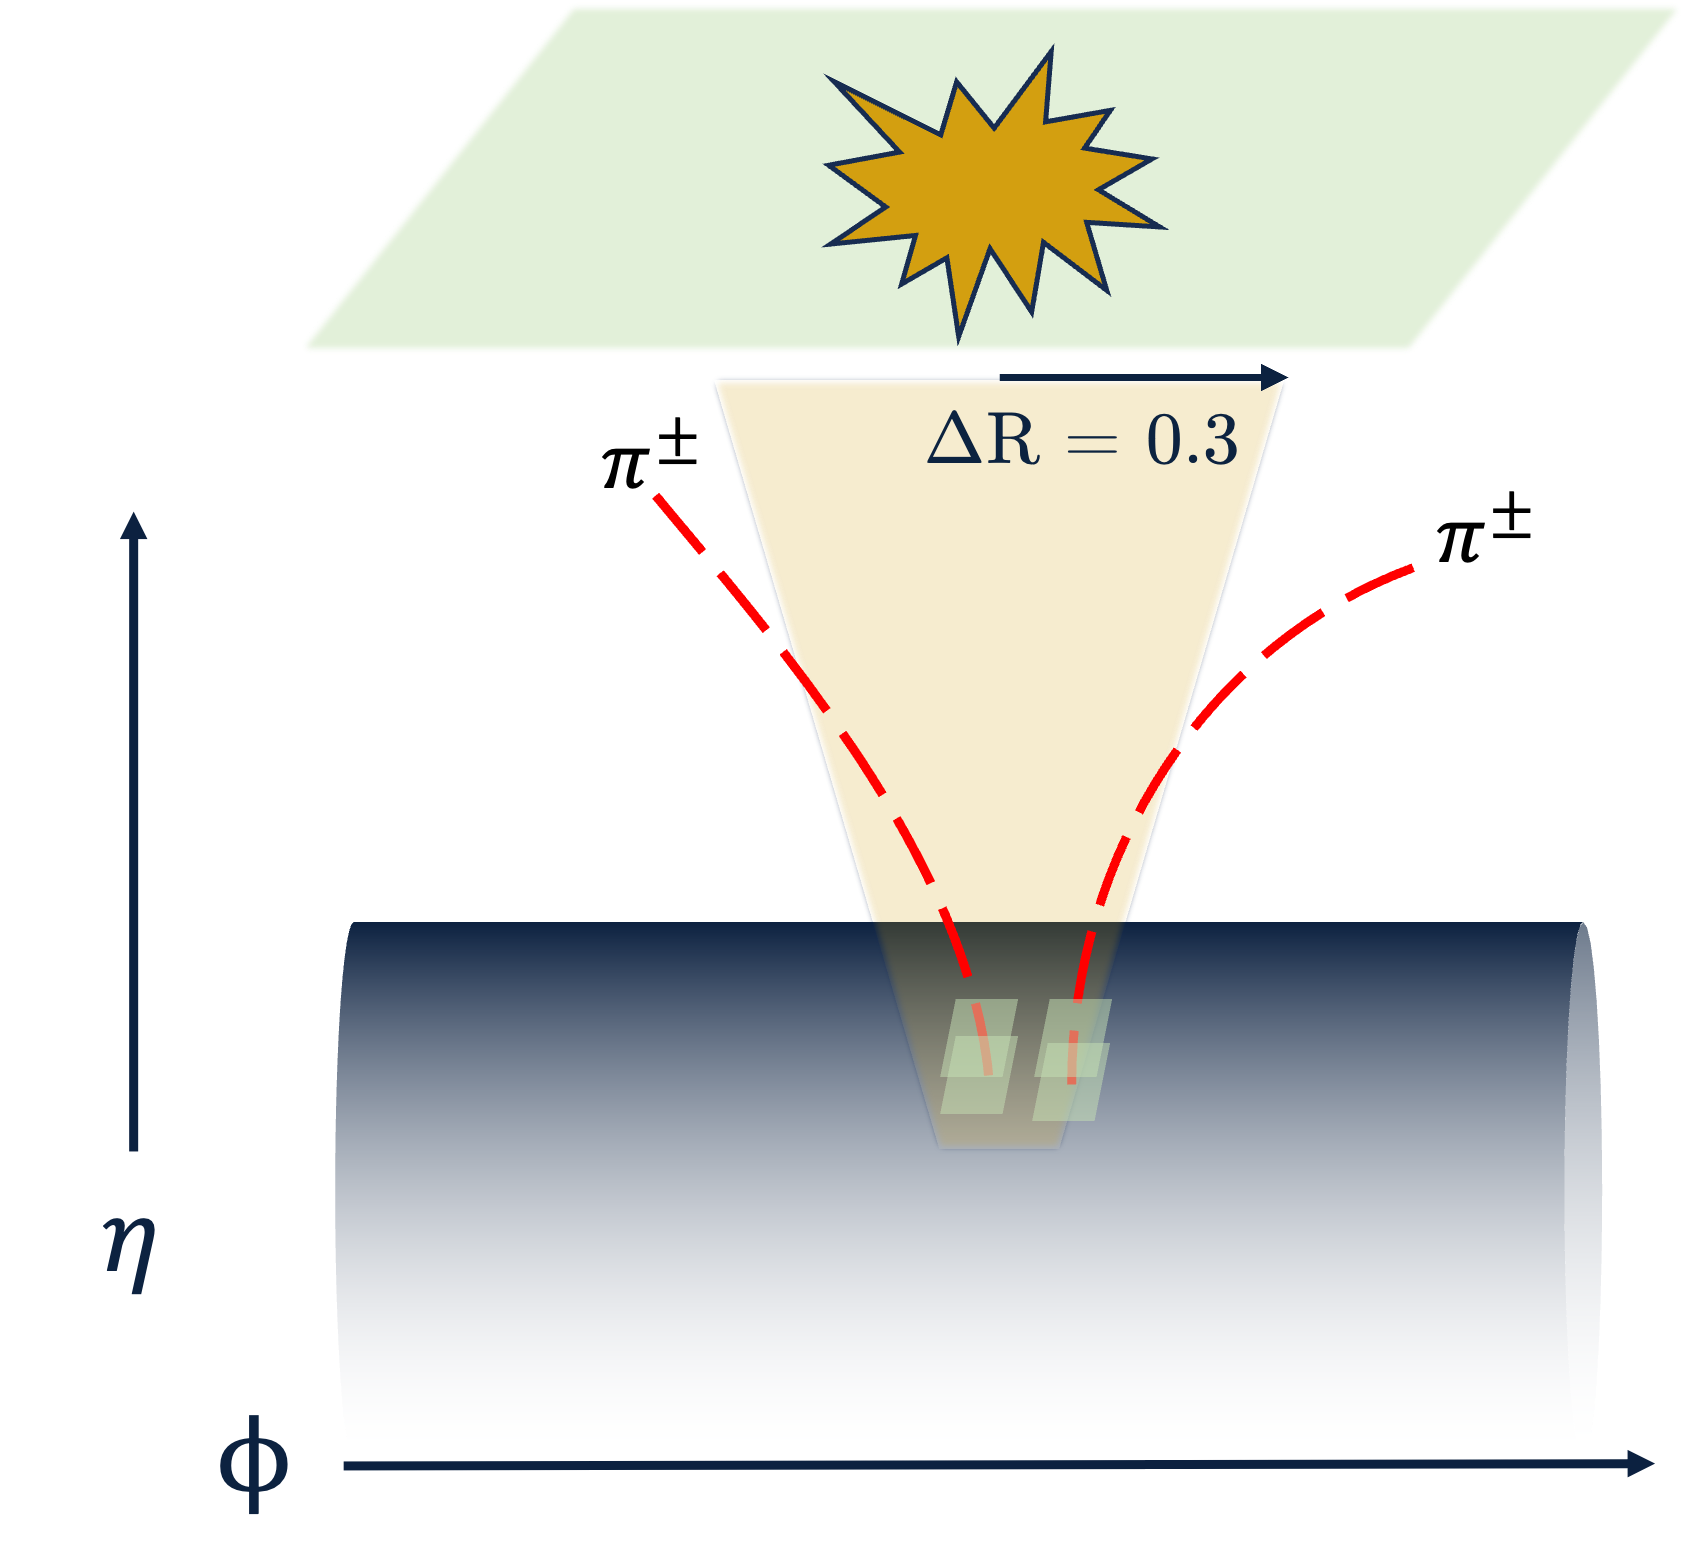 ΔR = 0.3
π±
π±
η
ϕ